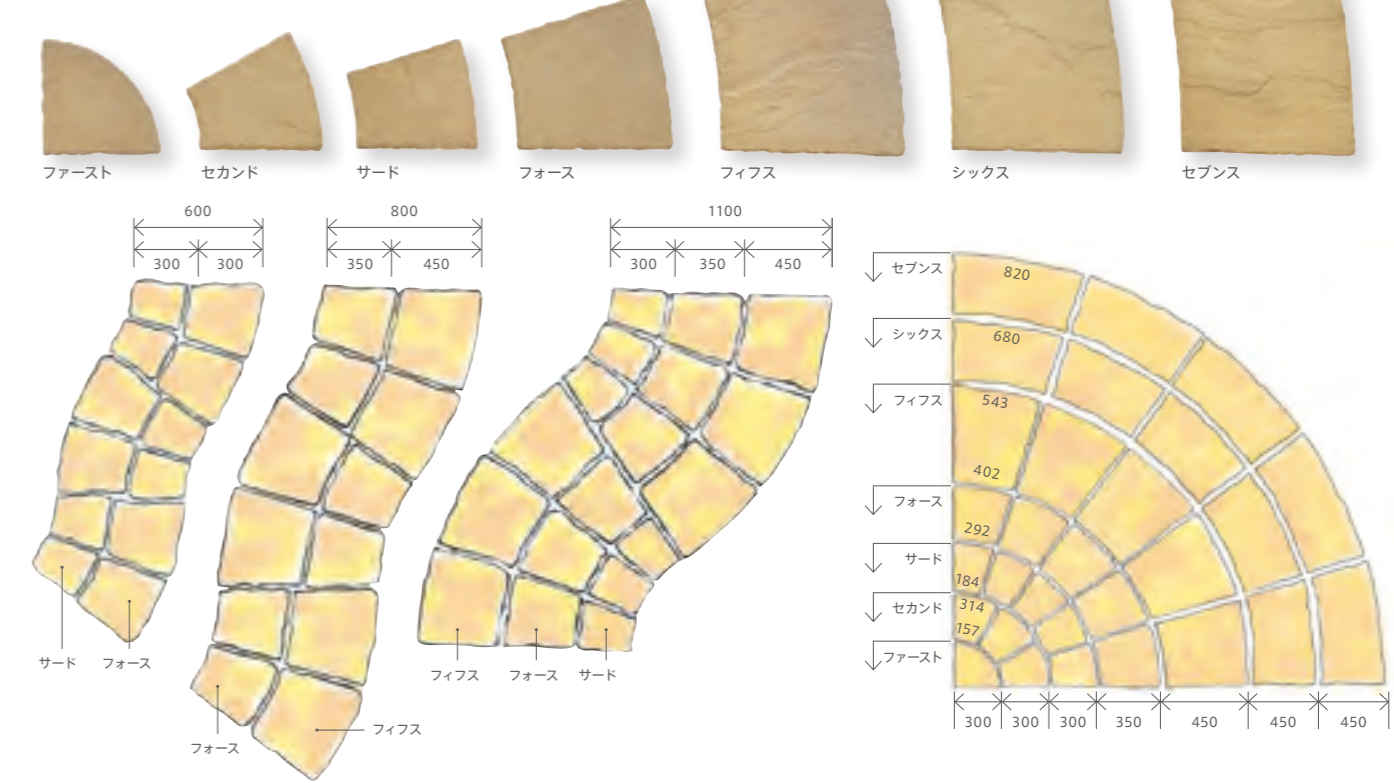 ファースト
セカンド
サード
フォース
フィフス
シックス
セブンス
600
300 300
サード
フォース
800
350 450
フォース
フィフス
1100
300 350 450
フィフス
フォース
サード
セブンス
シックス
フィフス
フォース
サード
セカンド
ファースト
820
680
543
402
292
184
314
157
300 300 300 350 450 450 450